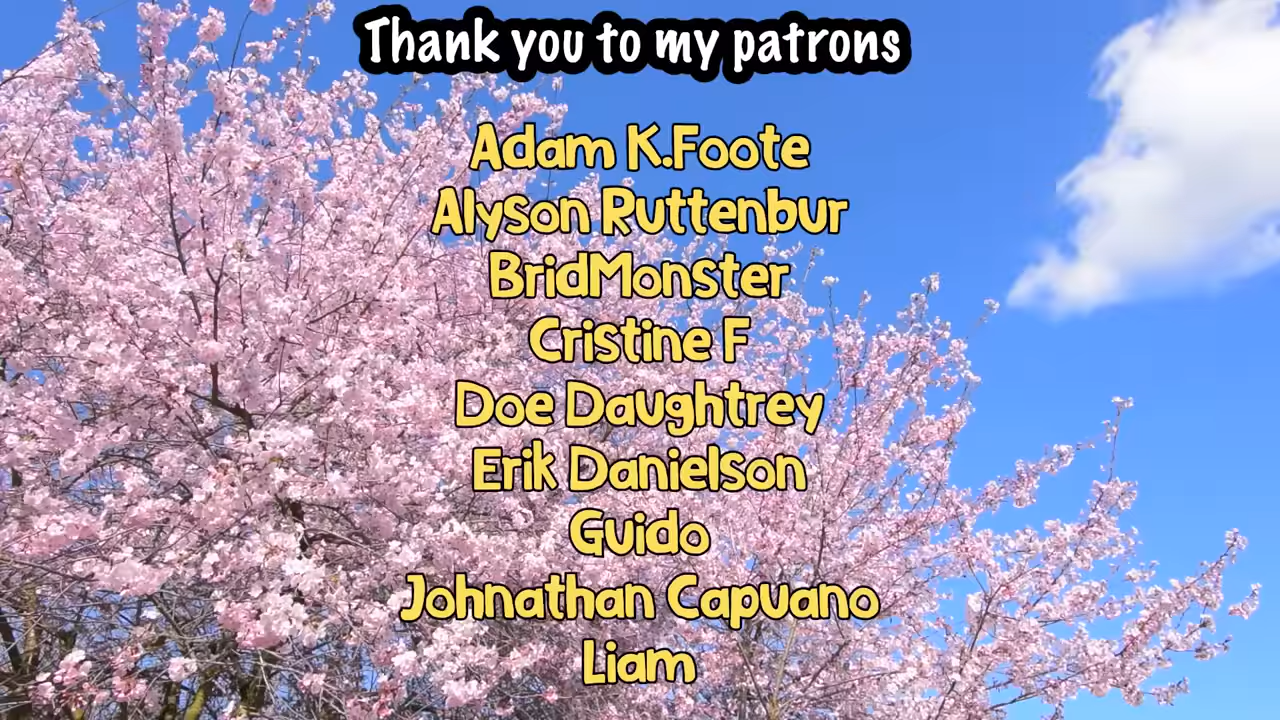 Thank you to my patrons
Adam K.Foote
Alyson Ruttenbur
BridMonster
Cristine F
Doe Daughtrey
Erik Danielson
Guido
Johnathan Capuano
Liam